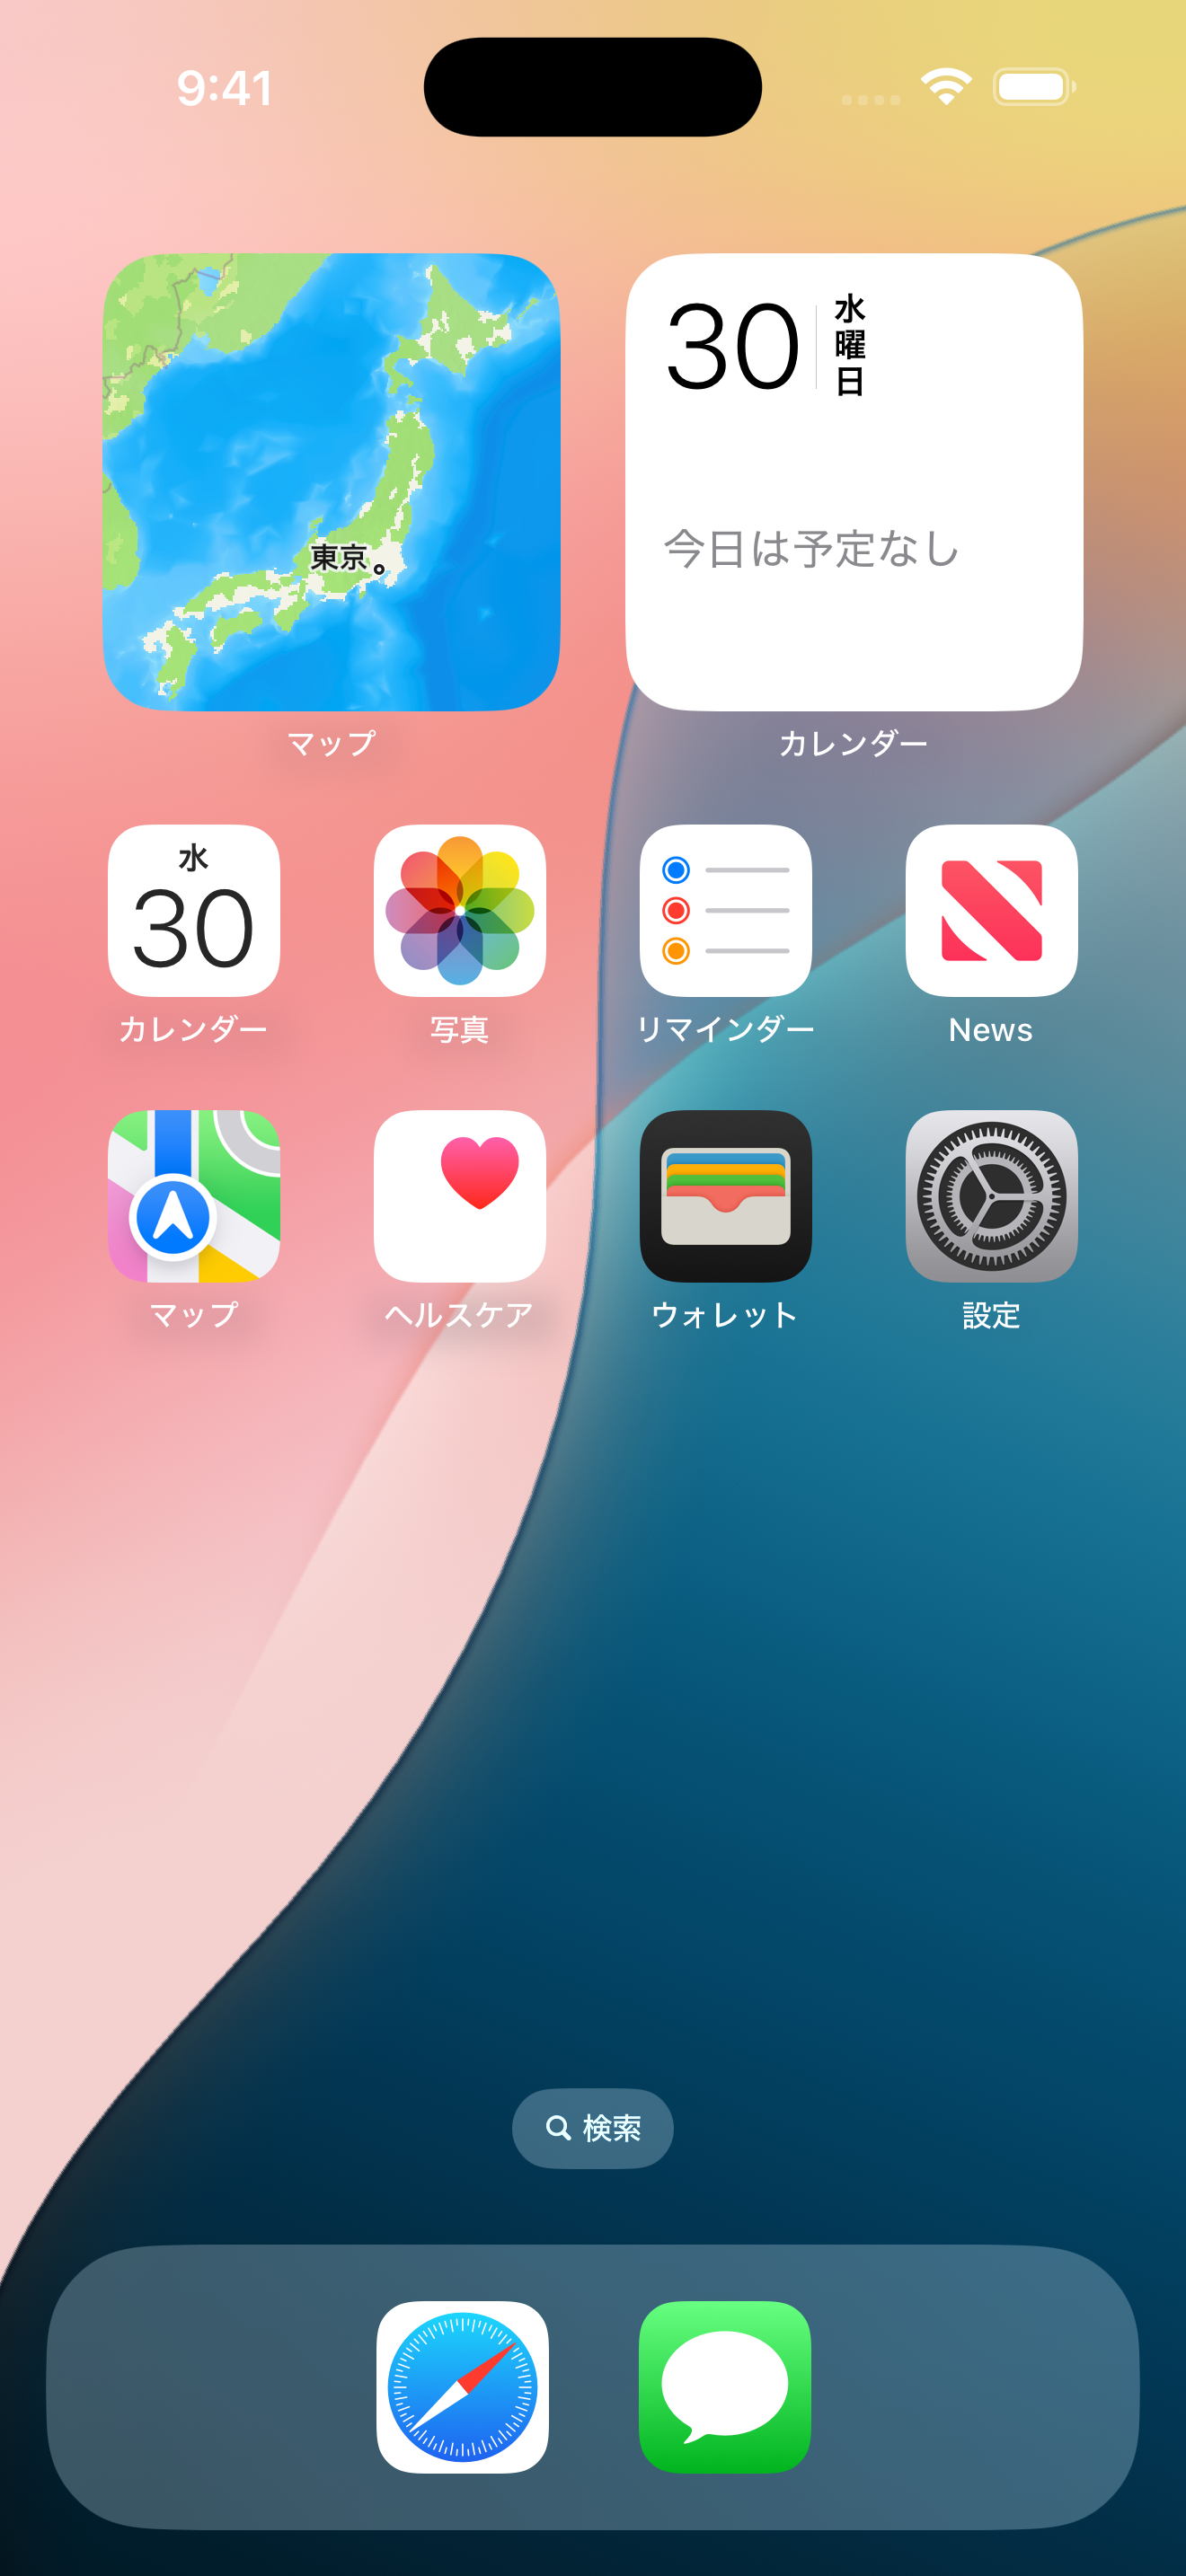 9:41
東京
マップ
30
水曜日
今日は予定なし
カレンダー
水
30
カレンダー
写真
リマインダー
News
マップ
ヘルスケア
ウォレット
設定
検索